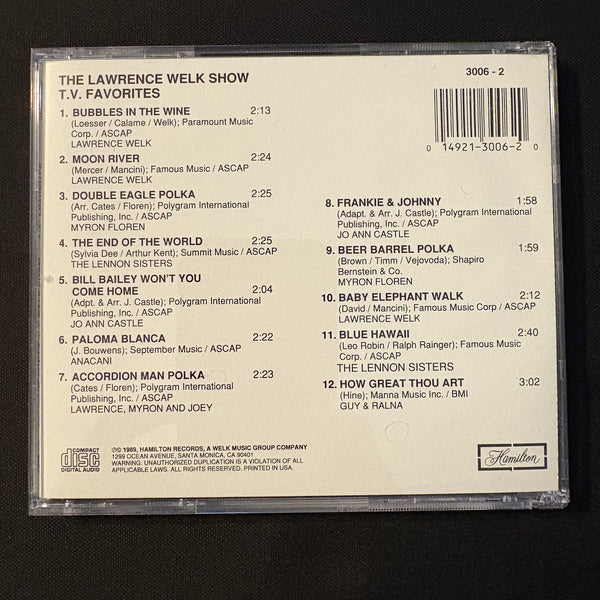 THE LAWRENCE WELK SHOW
T.V. FAVORITES
1. BUBBLES IN THE WINE 2:13
(Loesser / Calame / Welk); Paramount Music
Corp. / ASCAP
LAWRENCE WELK
2. MOON RIVER 2:24
(Mercer / Mancini); Famous Music / ASCAP
LAWRENCE WELK
3. DOUBLE EAGLE POLKA 2:25
(Arr. Cates / Floren); Polygram International
Publishing, Inc. / ASCAP
MYRON FLOREN
4. THE END OF THE WORLD 2:25
(Sylvia Dee / Arthur Kent); Summit Music / ASCAP
THE LENNON SISTERS
5. BILL BAILEY WON'T YOU
COME HOME 2:04
(Adpt. & Arr. J. Castle); Polygram International
Publishing, Inc. / ASCAP
JO ANN CASTLE
6. PALOMA BLANCA 2:22
(J. Bouwens); September Music / ASCAP
ANACANI
7. ACCORDION MAN POLKA 2:23
(Cates / Floren); Polygram International
Publishing, Inc. / ASCAP
LAWRENCE, MYRON AND JOEY
3006 - 2
0 14921-3006-2 0
8. FRANKIE & JOHNNY 1:58
(Adapt. & Arr. J. Castle); Polygram International
Publishing, Inc. / ASCAP
JO ANN CASTLE
9. BEER BARREL POLKA 1:59
(Brown / Timm / Vejovoda); Shapiro
Bernstein & Co.
MYRON FLOREN
10. BABY ELEPHANT WALK 2:12
(David / Mancini); Famous Music Corp / ASCAP
LAWRENCE WELK
11. BLUE HAWAII 2:40
(Leo Robin / Ralph Rainger); Famous Music
Corp. / ASCAP
THE LENNON SISTERS
12. HOW GREAT THOU ART 3:02
(Hine); Manna Music Inc. / BMI
GUY & RALNA
COMPACT
disc
DIGITAL AUDIO
℗© 1989, HAMILTON RECORDS, A WELK MUSIC GROUP COMPANY
1299 OCEAN AVENUE, SANTA MONICA, CA 90401
WARNING: UNAUTHORIZED DUPLICATION IS A VIOLATION OF ALL
APPLICABLE LAWS. ALL RIGHTS RESERVED. PRINTED IN USA.
Hamilton